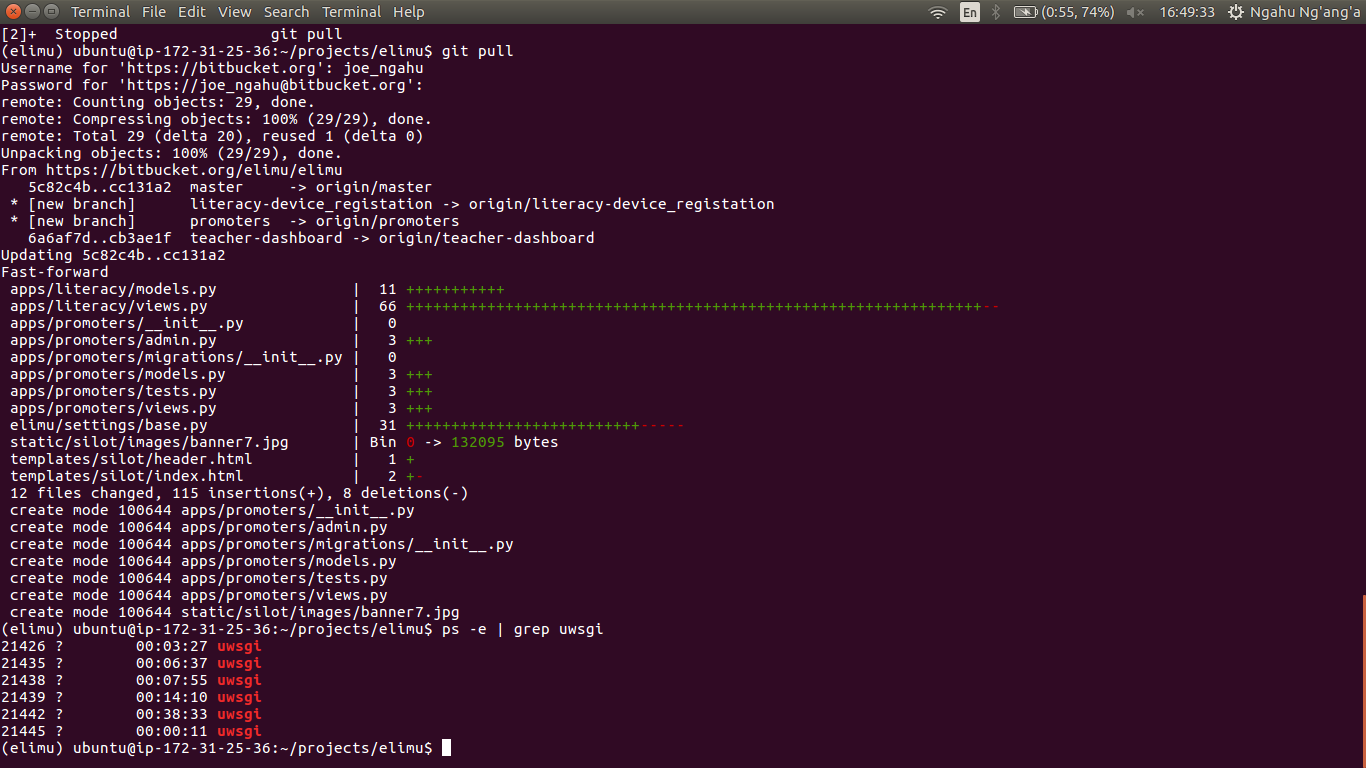 Terminal File Edit View Search Terminal Help En (0:55, 74%) 16:49:33 Ngahu Ng'ang'a
[2]+  Stopped                 git pull
(elimu) ubuntu@ip-172-31-25-36:~/projects/elimu$ git pull
Username for 'https://bitbucket.org': joe_ngahu
Password for 'https://joe_ngahu@bitbucket.org':
remote: Counting objects: 29, done.
remote: Compressing objects: 100% (29/29), done.
remote: Total 29 (delta 20), reused 1 (delta 0)
Unpacking objects: 100% (29/29), done.
From https://bitbucket.org/elimu/elimu
   5c82c4b..cc131a2  master     -> origin/master
 * [new branch]      literacy-device_registation -> origin/literacy-device_registation
 * [new branch]      promoters  -> origin/promoters
   6a6af7d..cb3ae1f  teacher-dashboard -> origin/teacher-dashboard
Updating 5c82c4b..cc131a2
Fast-forward
 apps/literacy/models.py               |  11 +++++++++++
 apps/literacy/views.py                |  66 ++++++++++++++++++++++++++++++++++++++++++++++++++++++++++++++++--
 apps/promoters/__init__.py            |   0
 apps/promoters/admin.py               |   3 +++
 apps/promoters/migrations/__init__.py |   0
 apps/promoters/models.py              |   3 +++
 apps/promoters/tests.py               |   3 +++
 apps/promoters/views.py               |   3 +++
 elimu/settings/base.py                |  31 ++++++++++++++++++++++++++-----
 static/silot/images/banner7.jpg       | Bin 0 -> 132095 bytes
 templates/silot/header.html           |   1 +
 templates/silot/index.html            |   2 +-
 12 files changed, 115 insertions(+), 8 deletions(-)
 create mode 100644 apps/promoters/__init__.py
 create mode 100644 apps/promoters/admin.py
 create mode 100644 apps/promoters/migrations/__init__.py
 create mode 100644 apps/promoters/models.py
 create mode 100644 apps/promoters/tests.py
 create mode 100644 apps/promoters/views.py
 create mode 100644 static/silot/images/banner7.jpg
(elimu) ubuntu@ip-172-31-25-36:~/projects/elimu$ ps -e | grep uwsgi
21426 ?        00:03:27 uwsgi
21435 ?        00:06:37 uwsgi
21438 ?        00:07:55 uwsgi
21439 ?        00:14:10 uwsgi
21442 ?        00:38:33 uwsgi
21445 ?        00:00:11 uwsgi
(elimu) ubuntu@ip-172-31-25-36:~/projects/elimu$